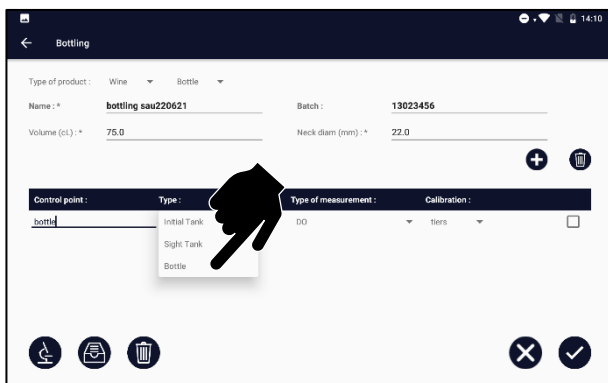 14:10
Bottling
Type of product : Wine Bottle
Name : * bottling sau220621 Batch : 13023456
Volume (cl.) : * 75.0 Neck diam (mm) : * 22.0
Control point : Type : Type of measurement : Calibration :
bottle Initial Tank DO tiers
Sight Tank
Bottle